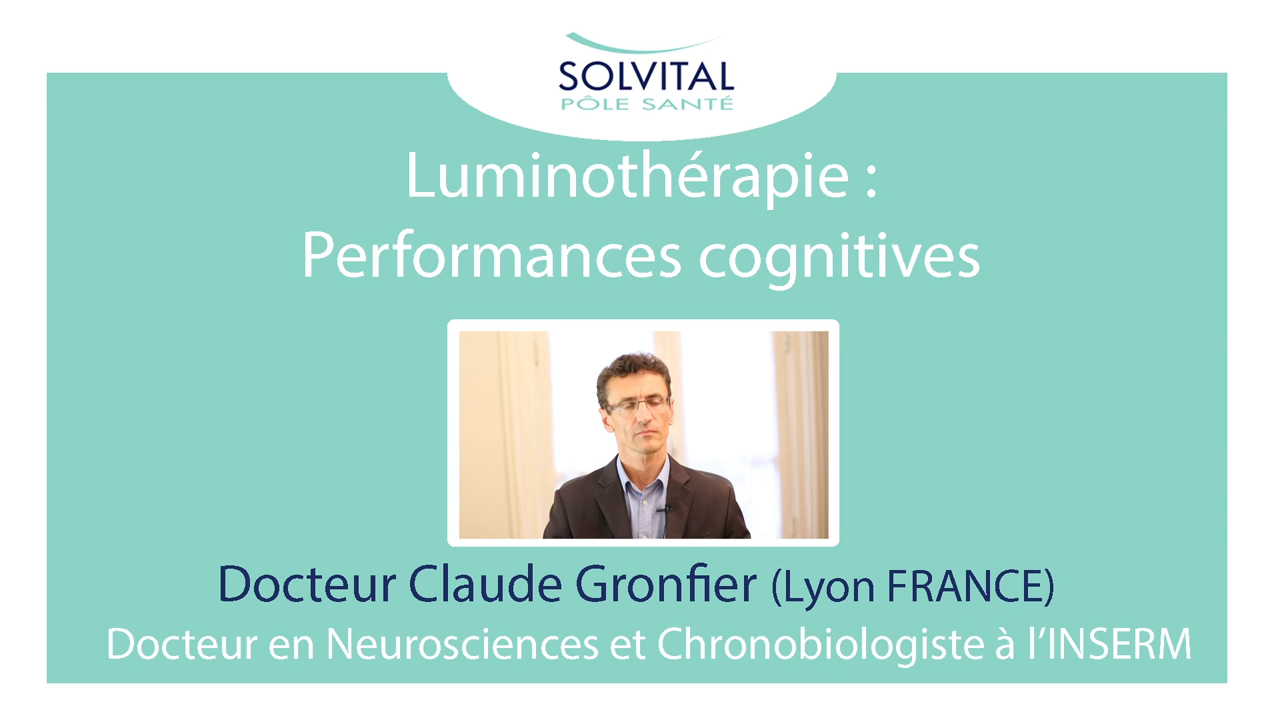 SOLVITAL
PÔLE SANTÉ
Luminothérapie :
Performances cognitives
Docteur Claude Gronfier (Lyon FRANCE)
Docteur en Neurosciences et Chronobiologiste à l’INSERM